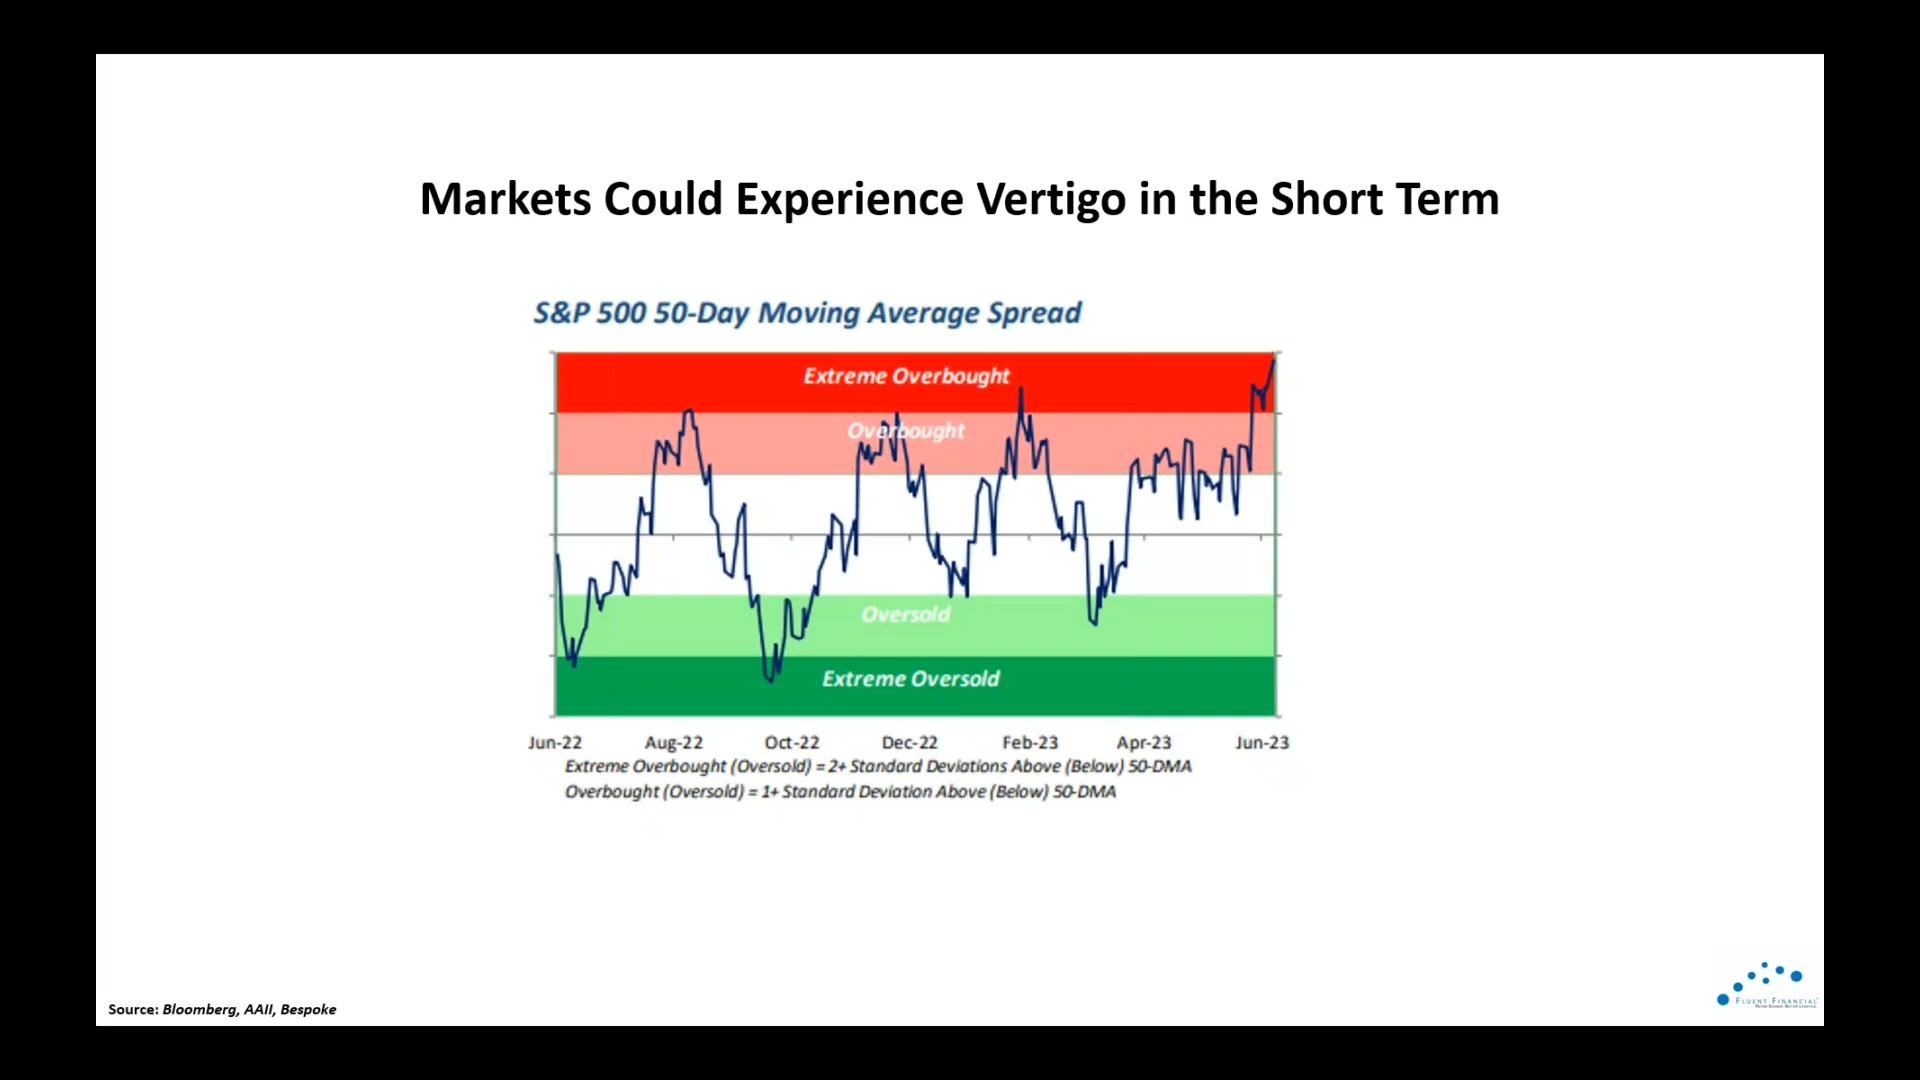 Markets Could Experience Vertigo in the Short Term
S&P 500 50-Day Moving Average Spread
Extreme Overbought
Overbought
Oversold
Extreme Oversold
Jun-22 Aug-22 Oct-22 Dec-22 Feb-23 Apr-23 Jun-23
Extreme Overbought (Oversold) = 2+ Standard Deviations Above (Below) 50-DMA
Overbought (Oversold) = 1+ Standard Deviation Above (Below) 50-DMA
Source: Bloomberg, AAII, Bespoke
FLUENT FINANCIAL